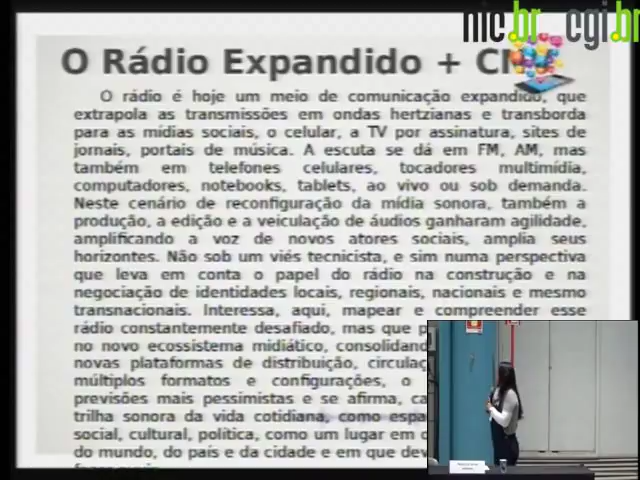 nic.br cgi.br
O Rádio Expandido +
O rádio é hoje um meio de comunicação expandido, que
extrapola as transmissões em ondas hertzianas e transborda
para as mídias sociais, o celular, a TV por assinatura, sites de
jornais, portais de música. A escuta se dá em FM, AM, mas
também em telefones celulares, tocadores multimídia,
computadores, notebooks, tablets, ao vivo ou sob demanda.
Neste cenário de reconfiguração da mídia sonora, também a
produção, a edição e a veiculação de áudios ganharam agilidade,
amplificando a voz de novos atores sociais, amplia seus
horizontes. Não sob um viés tecnicista, e sim numa perspectiva
que leva em conta o papel do rádio na construção e na
negociação de identidades locais, regionais, nacionais e mesmo
transnacionais. Interessa, aqui, mapear e compreender esse
rádio constantemente desafiado, mas que
no novo ecossistema midiático,
novas plataformas de distribuição,
múltiplos formatos e configurações, o
previsões mais pessimistas e se afirma,
trilha sonora da vida cotidiana, como
social, cultural, política, como um lugar em
do mundo, do país e da cidade e em que